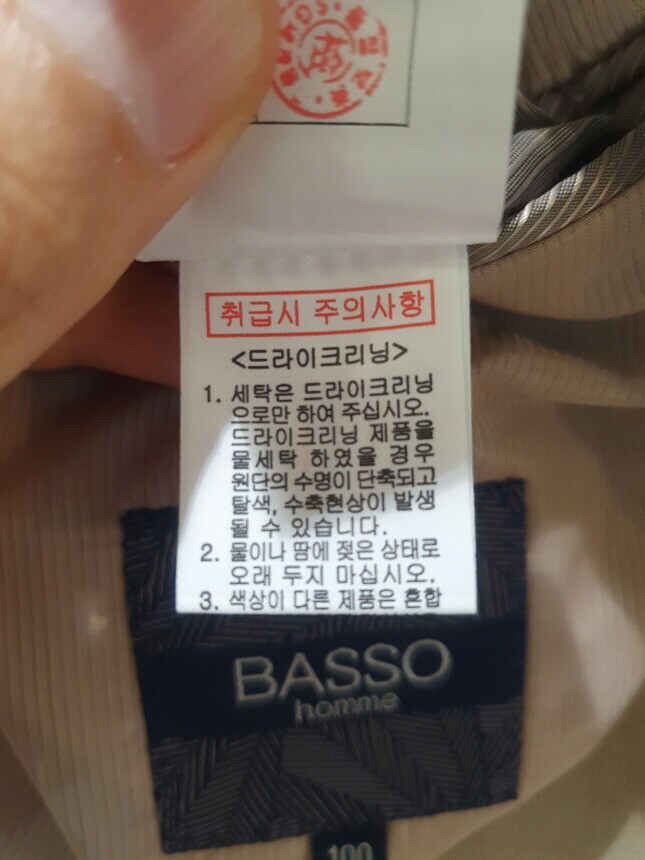 취급시 주의사항
<드라이크리닝>
1. 세탁은 드라이크리닝
으로만 하여 주십시오.
드라이크리닝 제품을
물세탁 하였을 경우
원단의 수명이 단축되고
탈색, 수축현상이 발생
될 수 있습니다.
2. 물이나 땀에 젖은 상태로
오래 두지 마십시오.
3. 색상이 다른 제품은 혼합
BASSO
homme
100